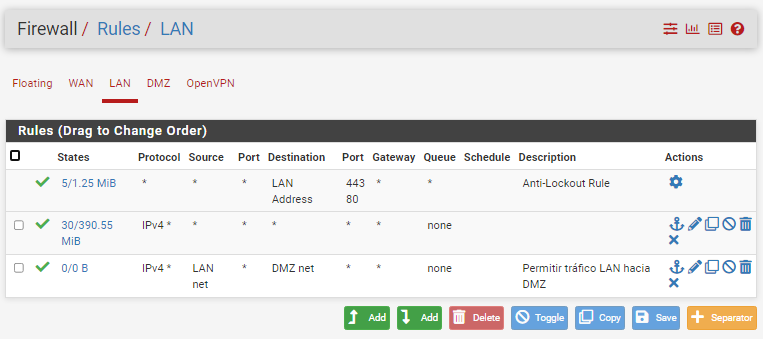 Firewall / Rules / LAN
Floating WAN LAN DMZ OpenVPN
Rules (Drag to Change Order)
States Protocol Source Port Destination Port Gateway Queue Schedule Description Actions
5/1.25 MiB * * * LAN 443 * * Anti-Lockout Rule
Address 80
30/390.55 IPv4 * * * * * * none
MiB
0/0 B IPv4 * LAN * DMZ net * * none Permitir tráfico LAN hacia
net DMZ
Add Add Delete Toggle Copy Save Separator